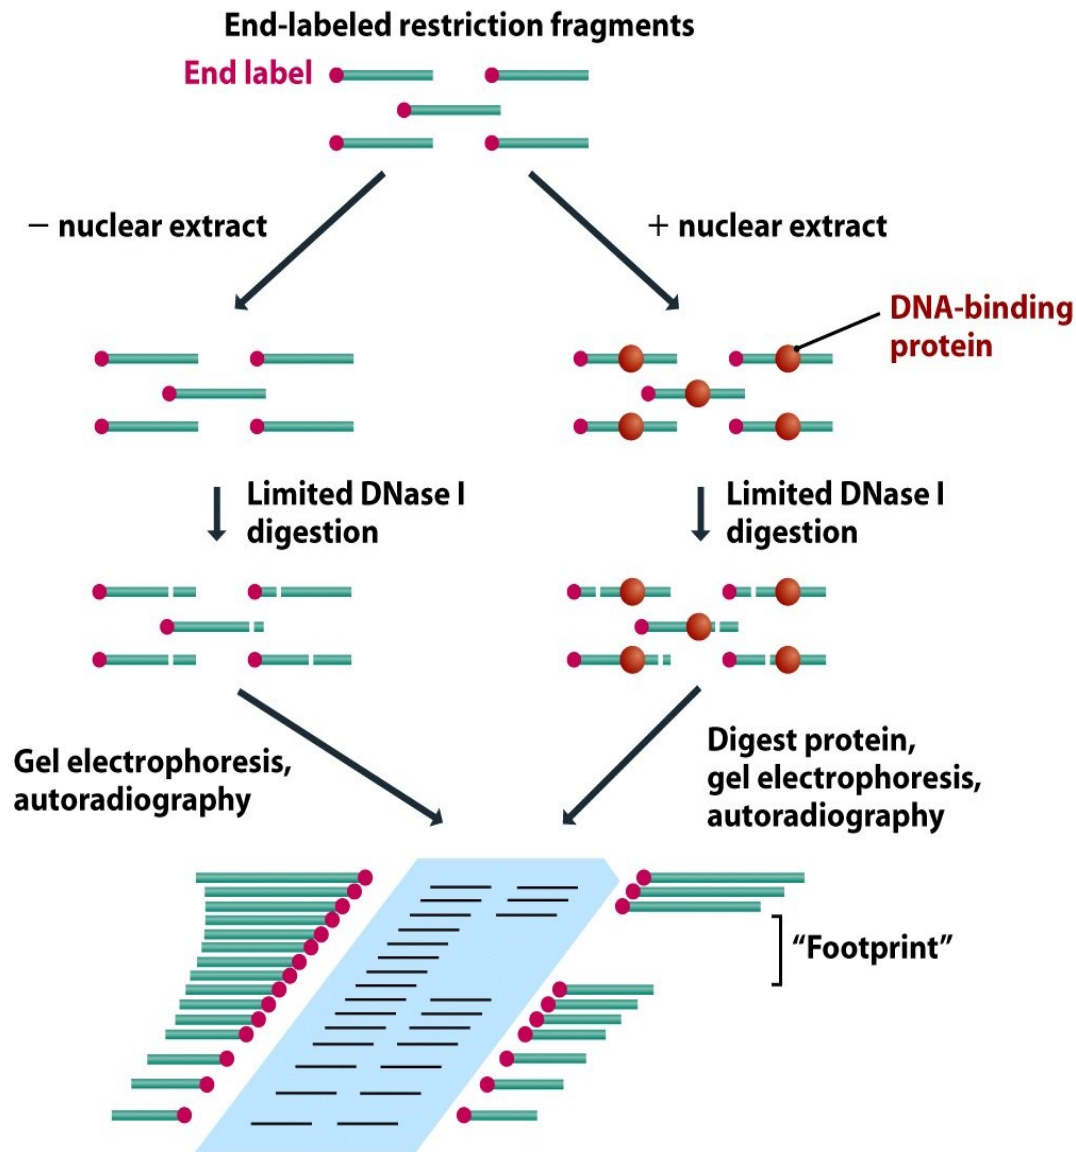 End-labeled restriction fragments
End label
− nuclear extract
+ nuclear extract
DNA-binding
protein
Limited DNase I
digestion
Limited DNase I
digestion
Gel electrophoresis,
autoradiography
Digest protein,
gel electrophoresis,
autoradiography
“Footprint”